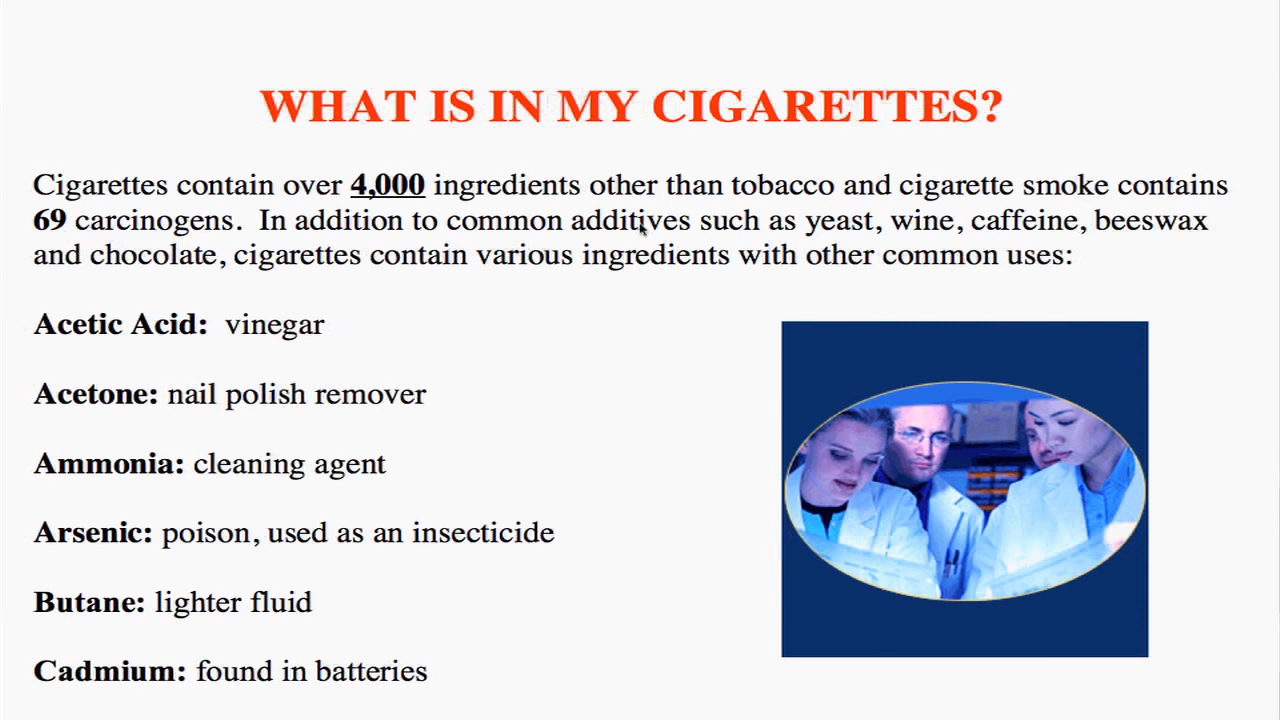 WHAT IS IN MY CIGARETTES?
Cigarettes contain over 4,000 ingredients other than tobacco and cigarette smoke contains
69 carcinogens.  In addition to common additives such as yeast, wine, caffeine, beeswax
and chocolate, cigarettes contain various ingredients with other common uses:
Acetic Acid:  vinegar
Acetone: nail polish remover
Ammonia: cleaning agent
Arsenic: poison, used as an insecticide
Butane: lighter fluid
Cadmium: found in batteries